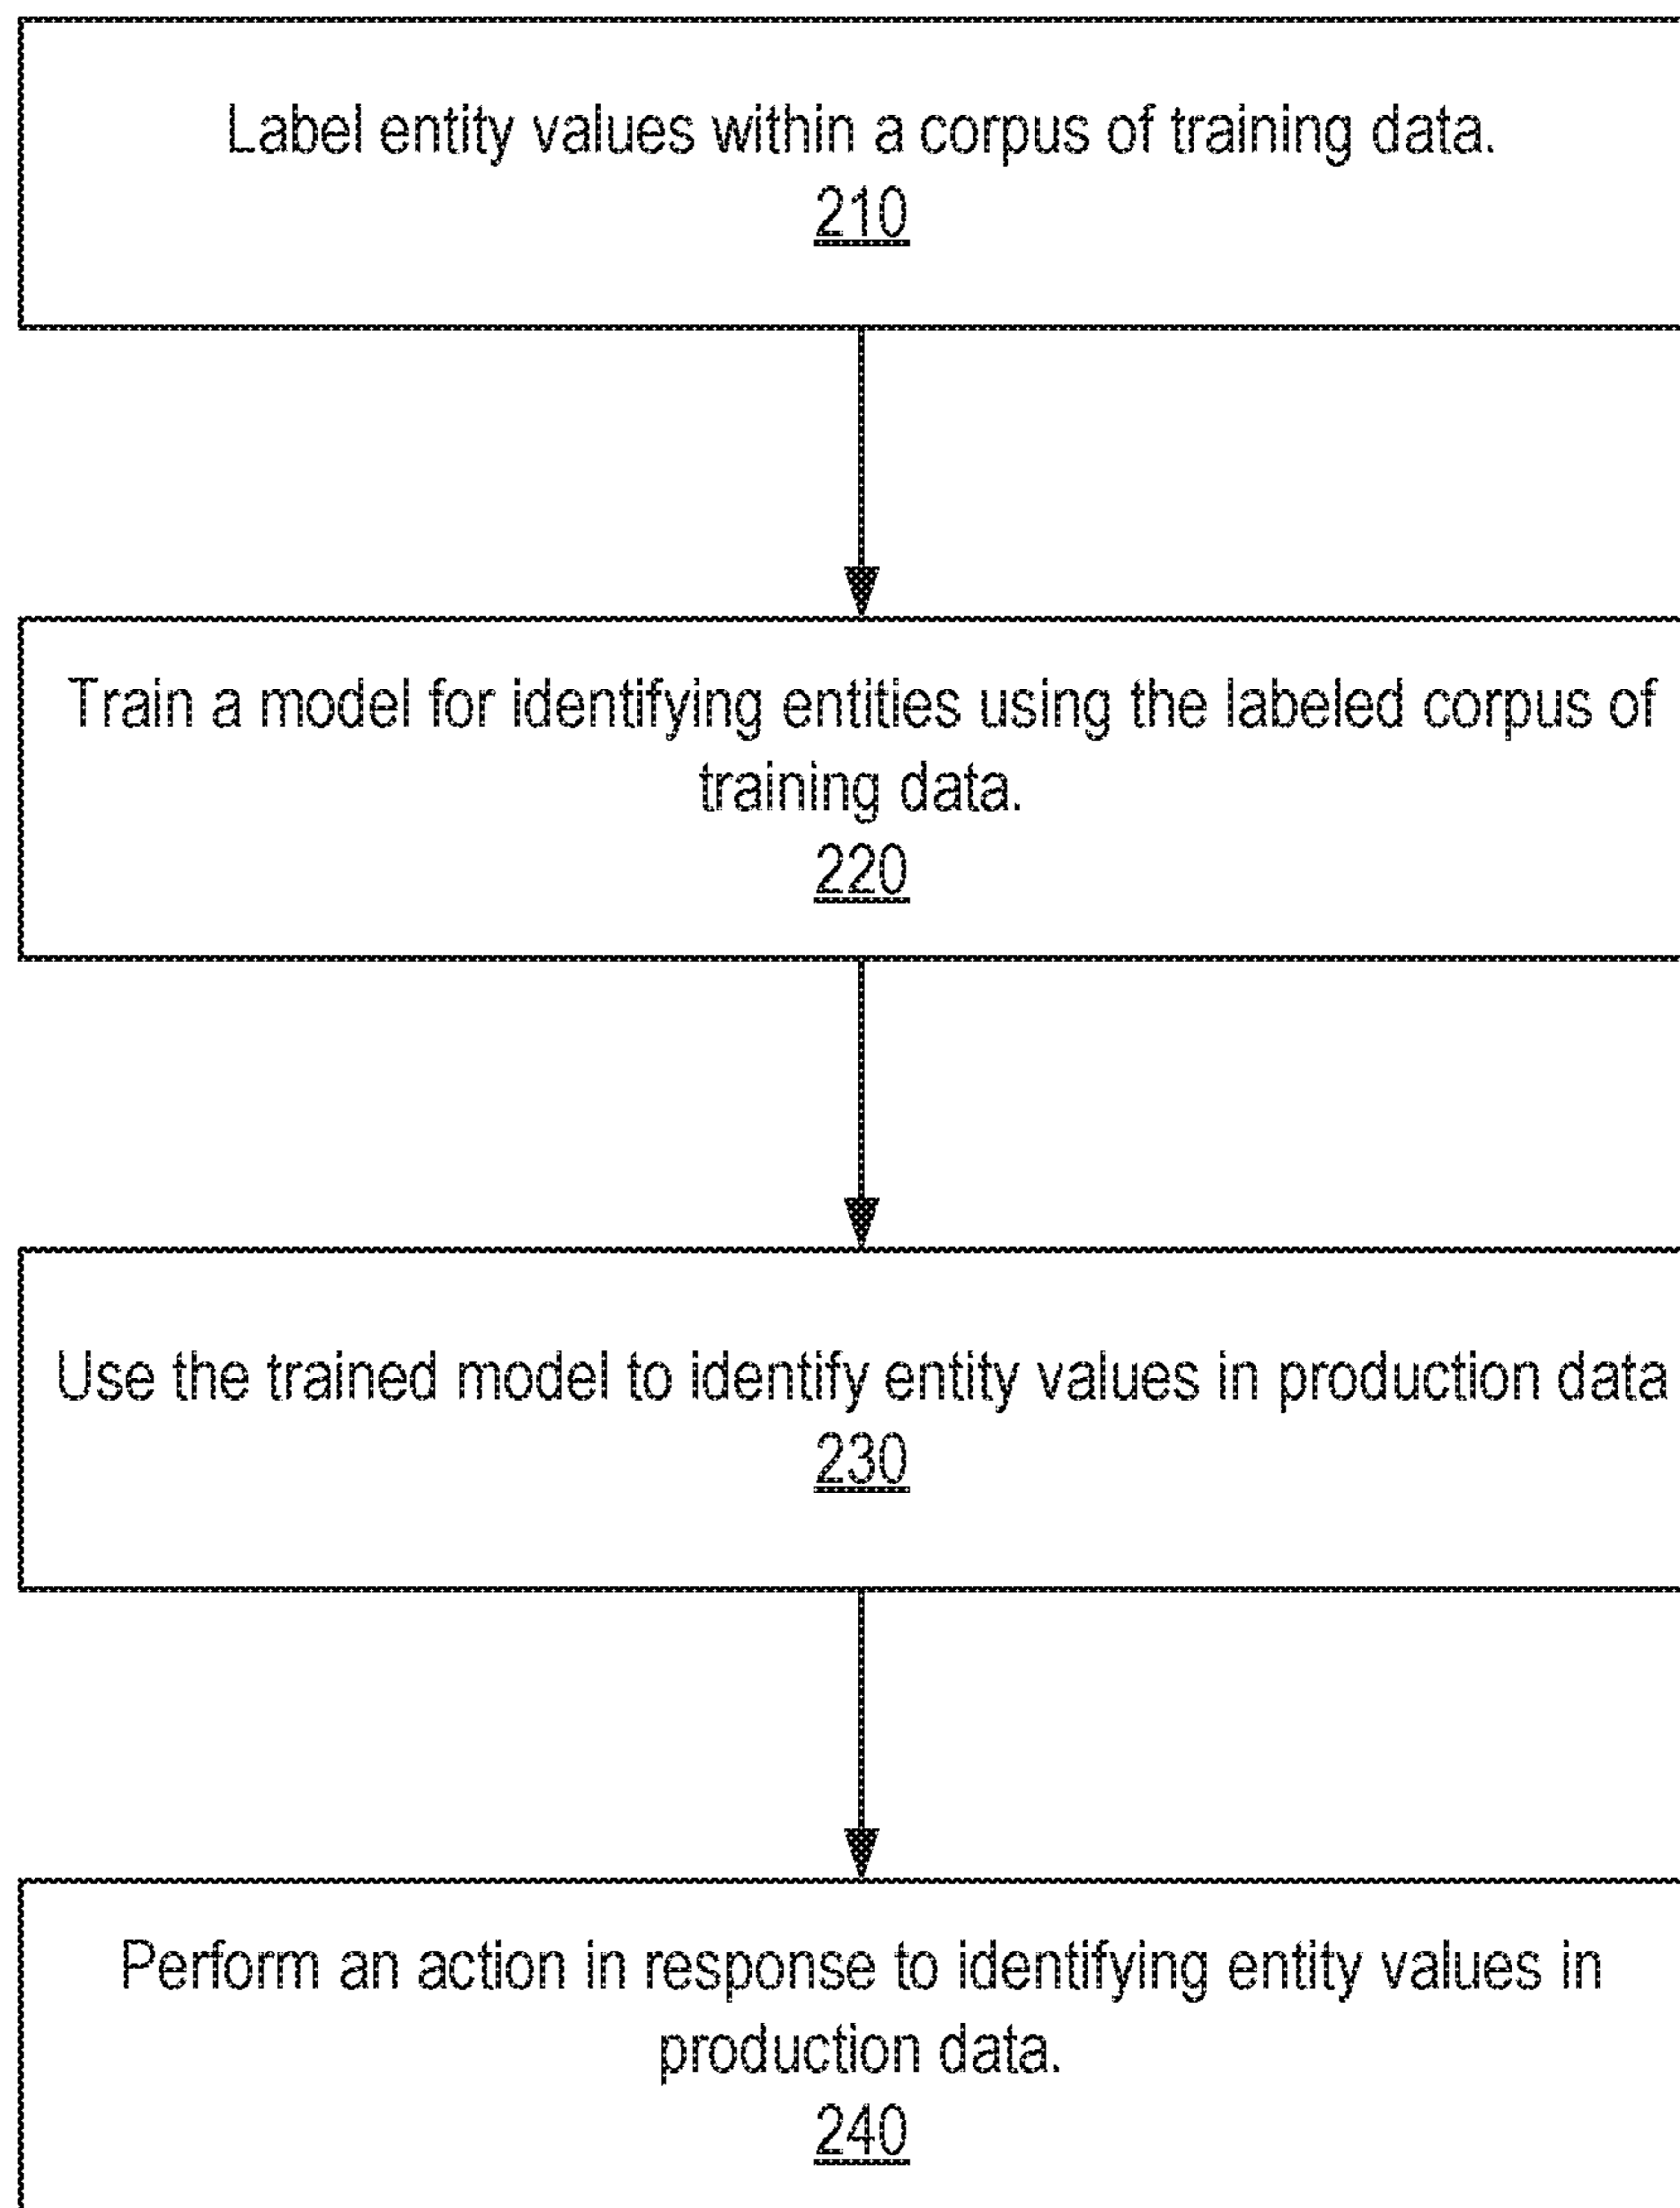 Label entity values within a corpus of training data.
210
Train a model for identifying entities using the labeled corpus of
training data.
220
Use the trained model to identify entity values in production data
230
Perform an action in response to identifying entity values in
production data.
240